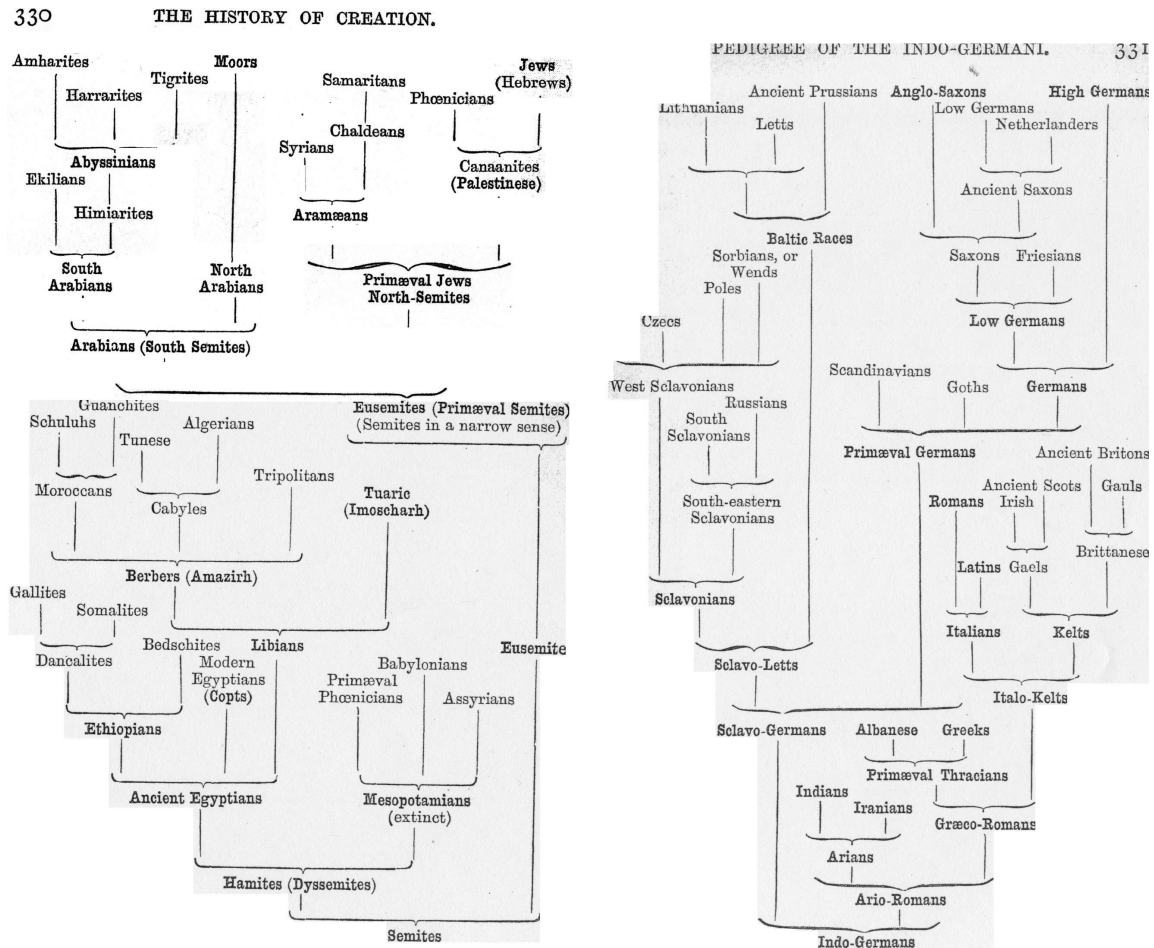 330 THE HISTORY OF CREATION.
Amharites
Moors
Tigrites
Harrarites
Abyssinians
Ekilians
Himiarites
South
Arabians
North
Arabians
Arabians (South Semites)
Jews
(Hebrews)
Samaritans
Phœnicians
Chaldeans
Syrians
Canaanites
(Palestinese)
Aramæans
Primæval Jews
North-Semites
Eusemites (Primæval Semites)
(Semites in a narrow sense)
Guanchites
Schuluhs
Algerians
Tunese
Tripolitans
Moroccans
Cabyles
Tuaric
(Imoscharh)
Berbers (Amazirh)
Gallites
Somalites
Dancalites
Bedschites
Libians
Eusemite
Modern
Egyptians
(Copts)
Babylonians
Primæval
Phœnicians
Assyrians
Ethiopians
Ancient Egyptians
Mesopotamians
(extinct)
Hamites (Dyssemites)
Semites
PEDIGREE OF THE INDO-GERMANI. 331
Ancient Prussians
Anglo-Saxons
High Germans
Lithuanians
Low Germans
Letts
Netherlanders
Ancient Saxons
Baltic Races
Sorbians, or
Wends
Saxons
Friesians
Poles
Czecs
Low Germans
West Sclavonians
Scandinavians
Goths
Germans
Russians
South
Sclavonians
Primæval Germans
Ancient Britons
Ancient Scots
Gauls
Romans
Irish
South-eastern
Sclavonians
Brittanese
Latins
Gaels
Sclavonians
Italians
Kelts
Sclavo-Letts
Italo-Kelts
Sclavo-Germans
Albanese
Greeks
Primæval Thracians
Indians
Iranians
Græco-Romans
Arians
Ario-Romans
Indo-Germans